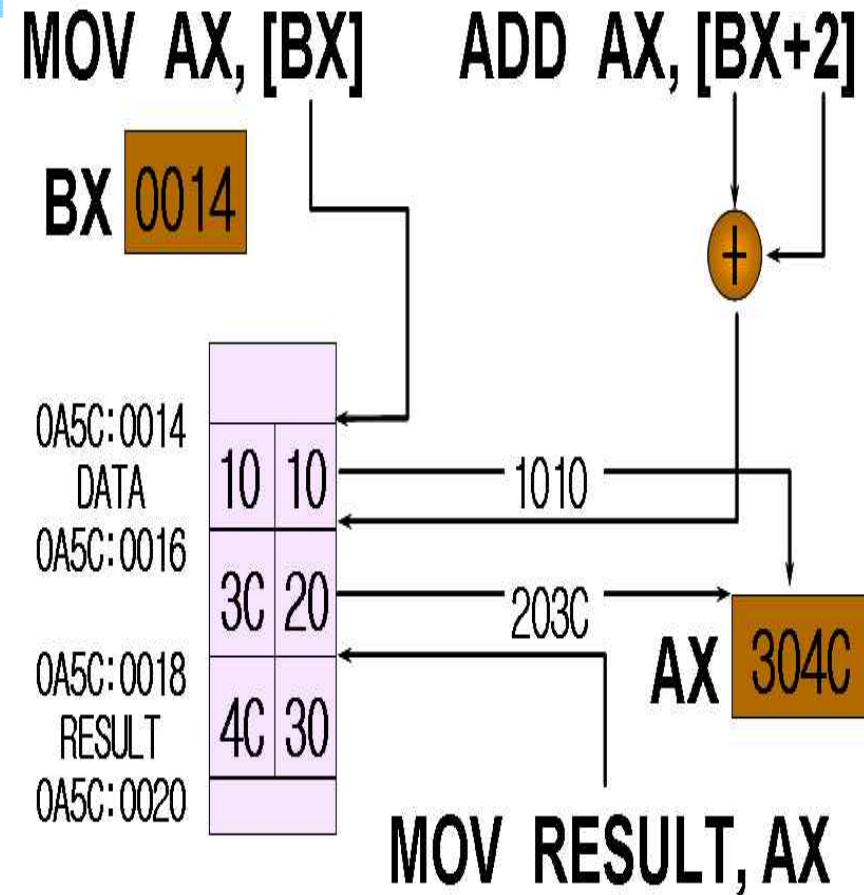 MOV AX, [BX] ADD AX, [BX+2]
BX 0014
+
0A5C:0014
DATA
10 10
1010
0A5C:0016
3C 20
203C
0A5C:0018
AX 304C
RESULT
4C 30
0A5C:0020
MOV RESULT, AX